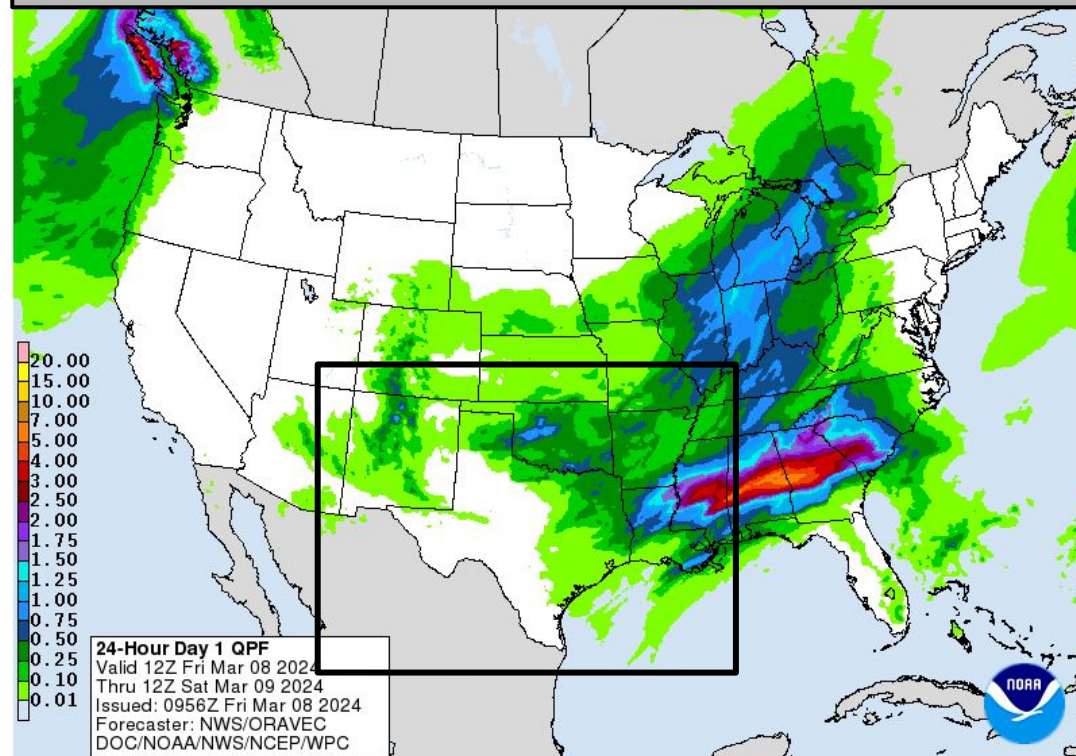 20.00
15.00
10.00
7.00
5.00
4.00
3.00
2.50
2.00
1.75
1.50
1.25
1.00
0.75
0.50
0.25
0.10
0.01
24-Hour Day 1 QPF
Valid 12Z Fri Mar 08 2024
Thru 12Z Sat Mar 09 2024
Issued: 0956Z Fri Mar 08 2024
Forecaster: NWS/ORAVEC
DOC/NOAA/NWS/NCEP/WPC
NOAA